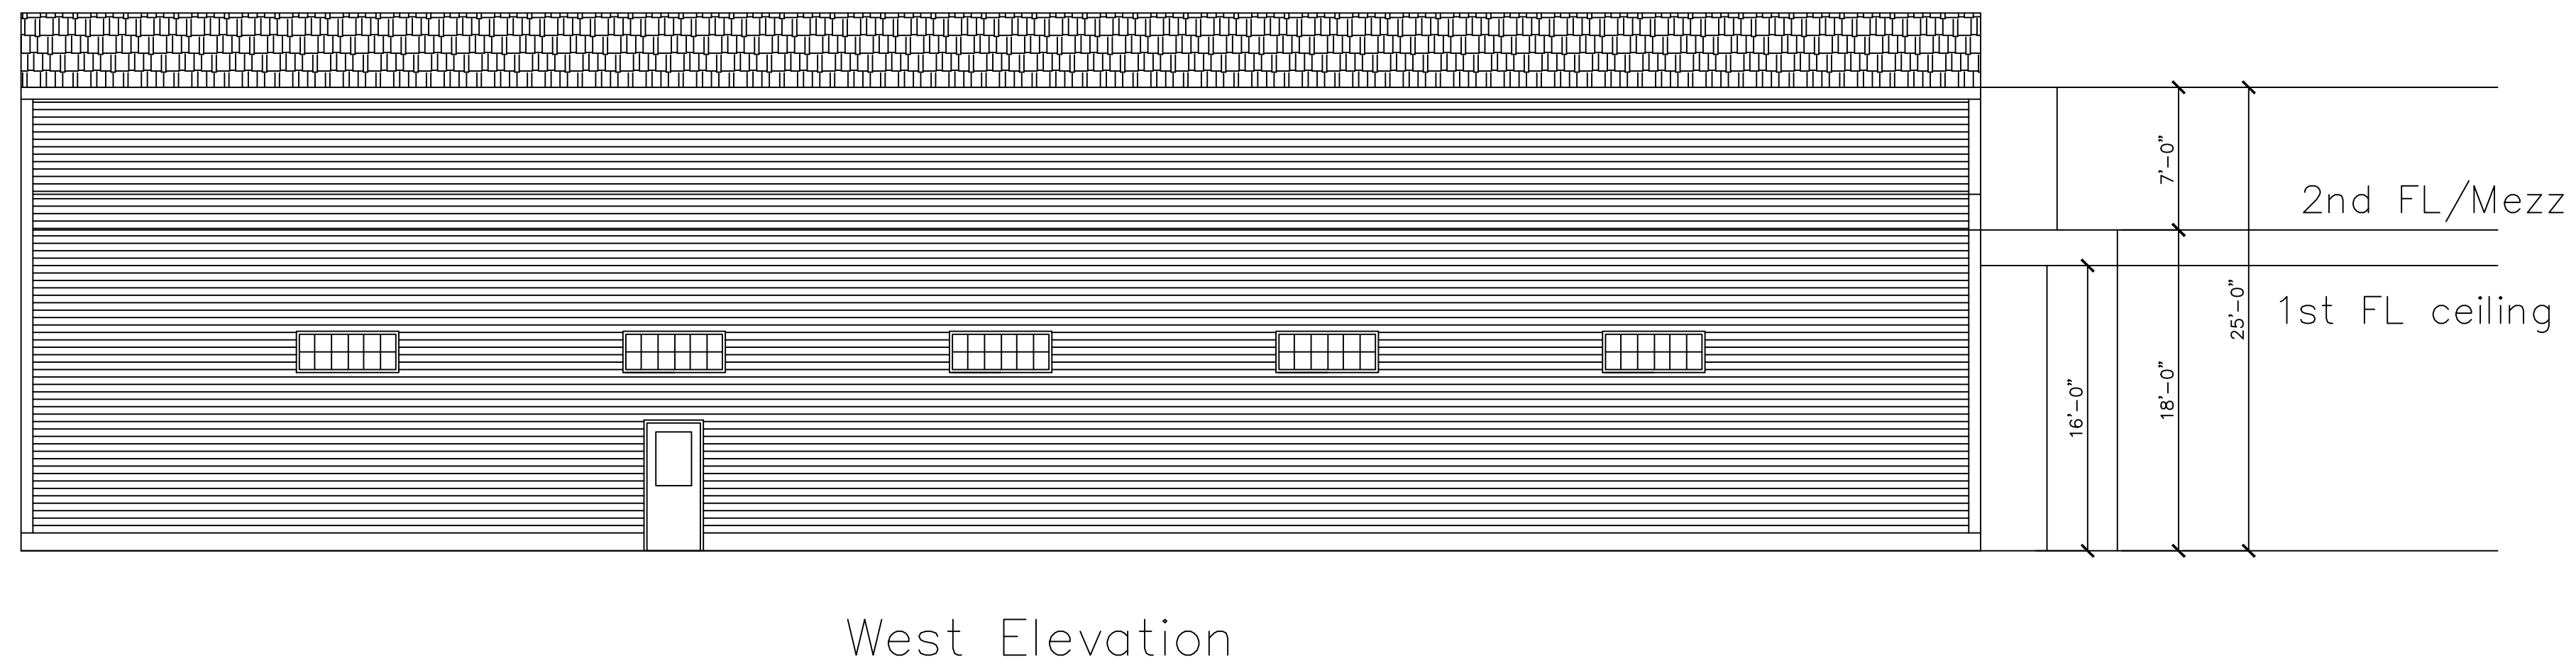 7'-0"
2nd FL/Mezz
25'-0"
1st FL ceiling
16'-0"
18'-0"
West Elevation